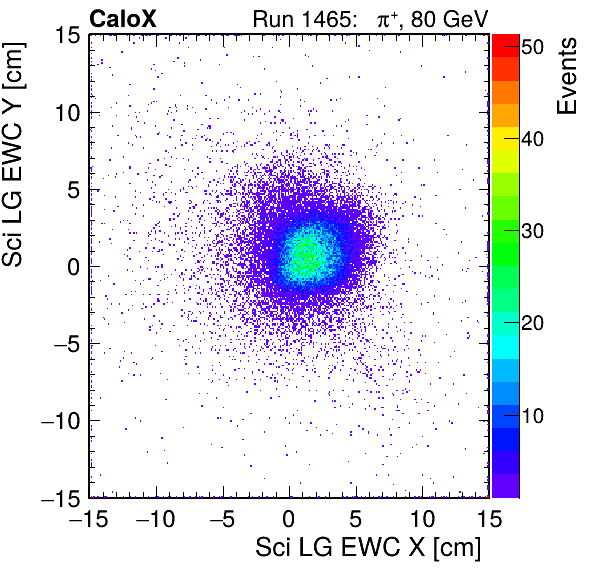 CaloX Run 1465: π⁺, 80 GeV
Sci LG EWC Y [cm]
15
10
5
0
−5
−10
−15
−15 −10 −5 0 5 10 15
Sci LG EWC X [cm]
Events
50
40
30
20
10